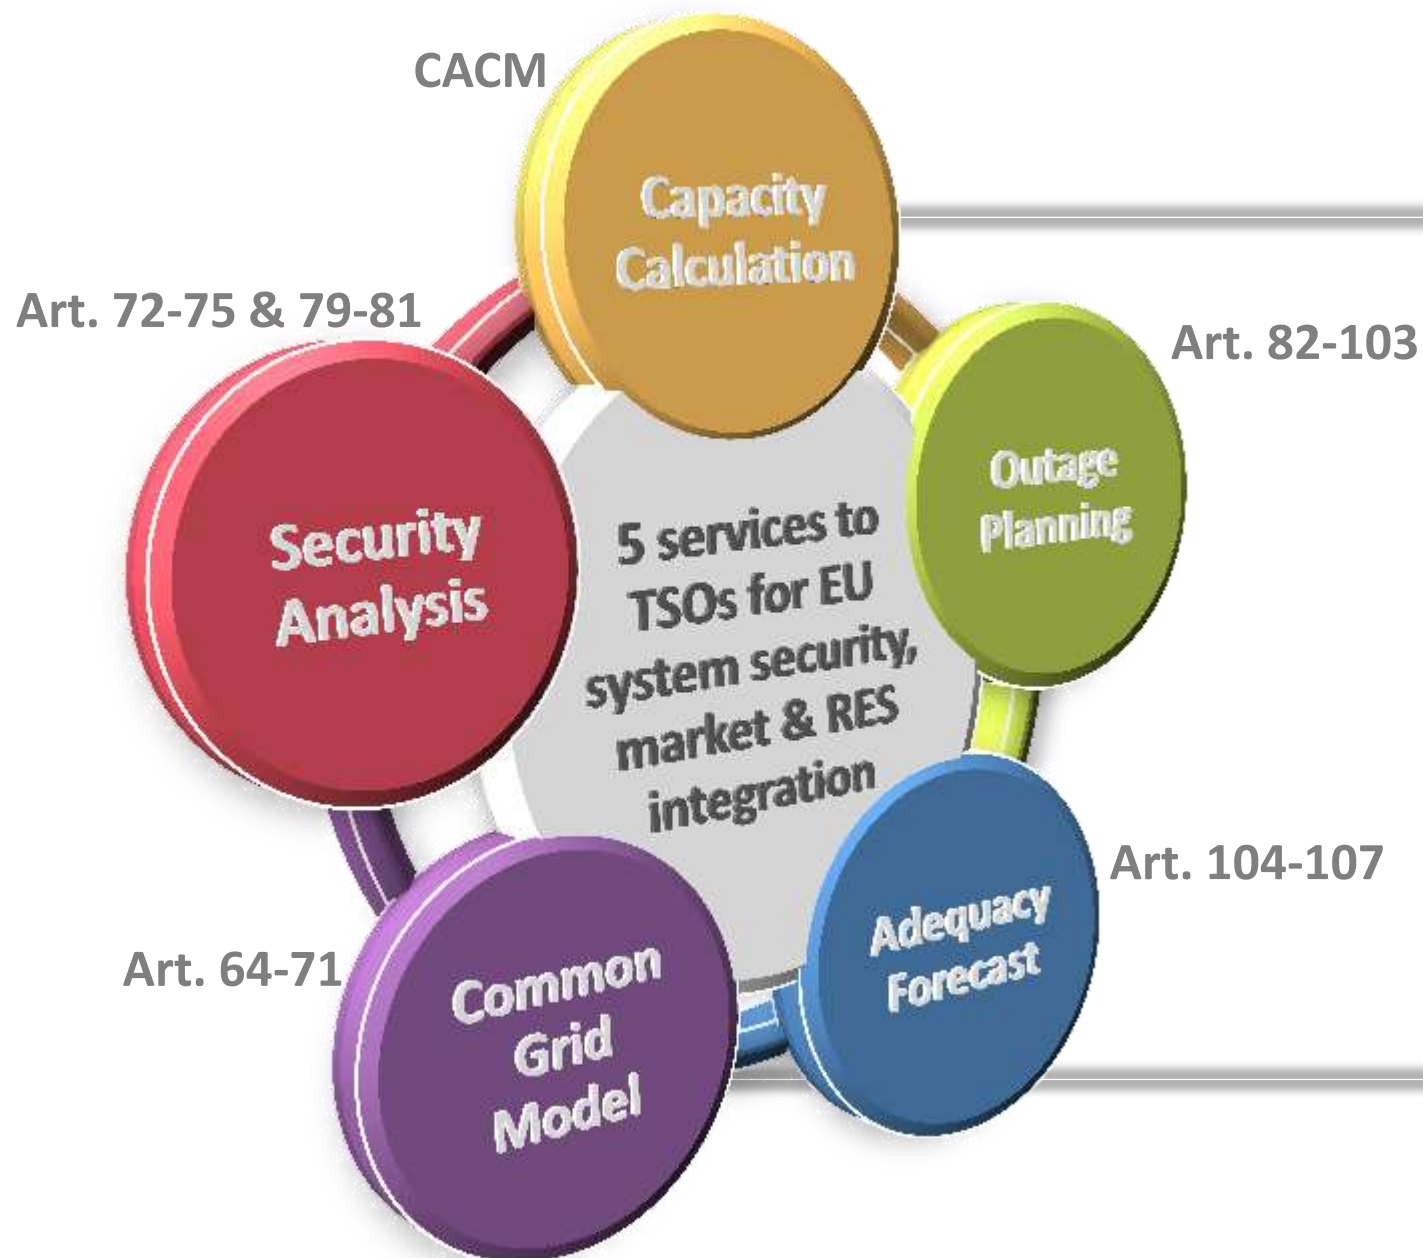 CACM
Capacity
Calculation
Art. 72-75 & 79-81
Art. 82-103
Outage
Planning
Security
Analysis
5 services to
TSOs for EU
system security,
market & RES
integration
Art. 104-107
Adequacy
Forecast
Art. 64-71
Common
Grid
Model